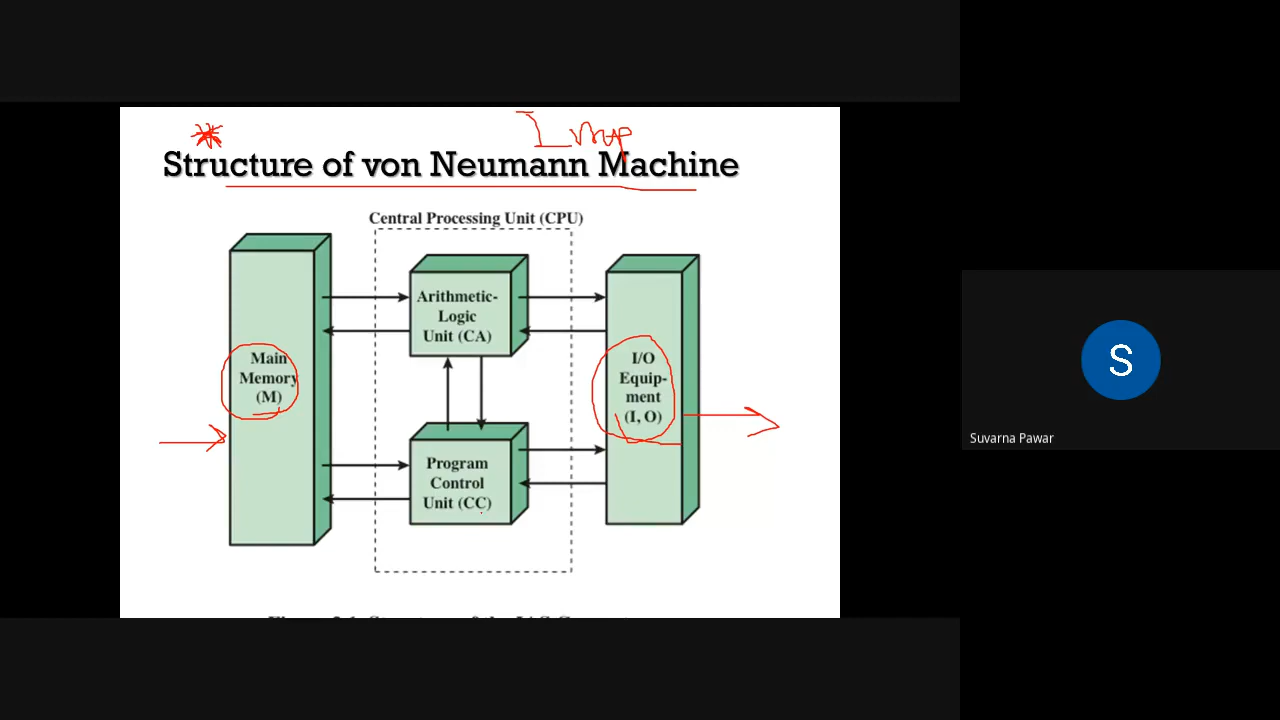 Imp
Structure of von Neumann Machine
Central Processing Unit (CPU)
Arithmetic-
Logic
Unit (CA)
Main
Memory
(M)
I/O
Equip-
ment
(I, O)
Program
Control
Unit (CC)
S
Suvarna Pawar